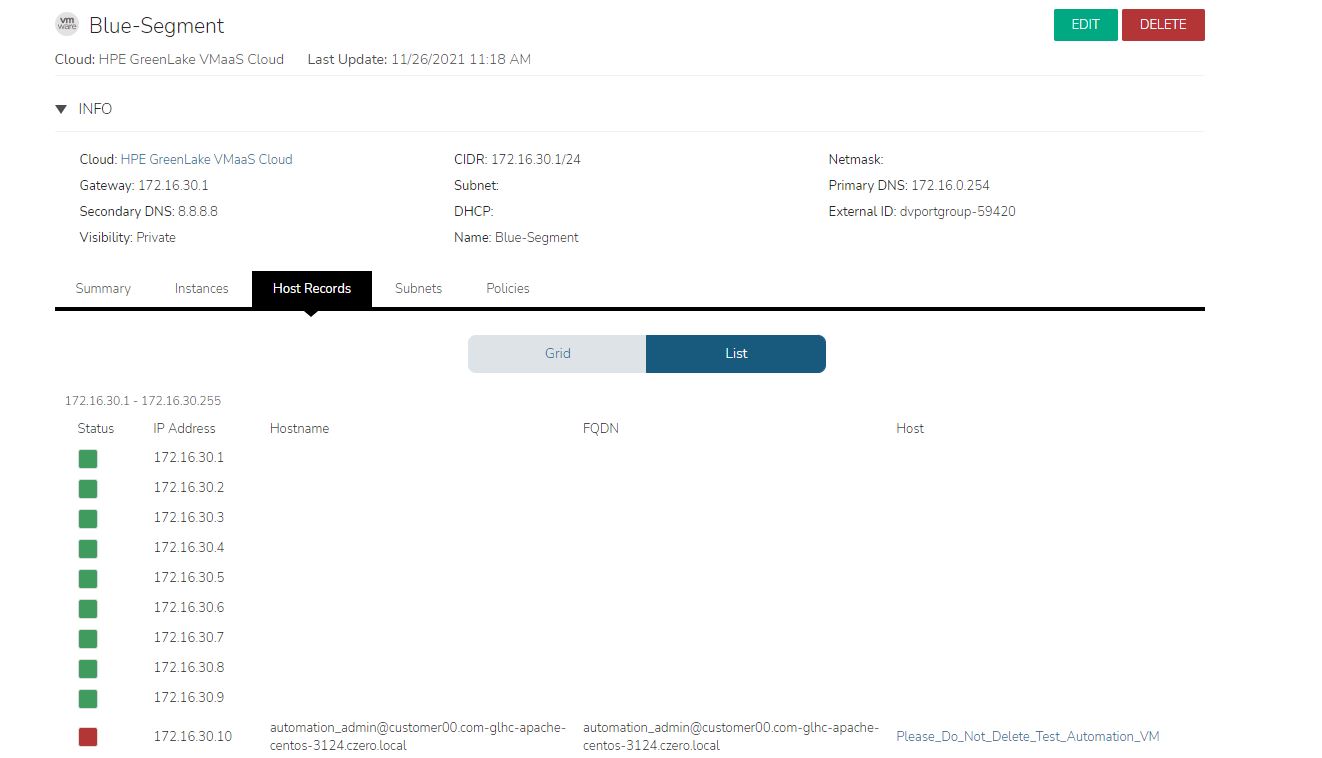 vm
ware
Blue-Segment
EDIT
DELETE
Cloud: HPE GreenLake VMaaS Cloud Last Update: 11/26/2021 11:18 AM
INFO
Cloud: HPE GreenLake VMaaS Cloud CIDR: 172.16.30.1/24 Netmask:
Gateway: 172.16.30.1 Subnet: Primary DNS: 172.16.0.254
Secondary DNS: 8.8.8.8 DHCP: External ID: dvportgroup-59420
Visibility: Private Name: Blue-Segment
Summary Instances Host Records Subnets Policies
Grid List
172.16.30.1 - 172.16.30.255
Status IP Address Hostname FQDN Host
172.16.30.1
172.16.30.2
172.16.30.3
172.16.30.4
172.16.30.5
172.16.30.6
172.16.30.7
172.16.30.8
172.16.30.9
172.16.30.10
automation_admin@customer00.com-glhc-apache-
centos-3124.czero.local
automation_admin@customer00.com-glhc-apache-
centos-3124.czero.local
Please_Do_Not_Delete_Test_Automation_VM